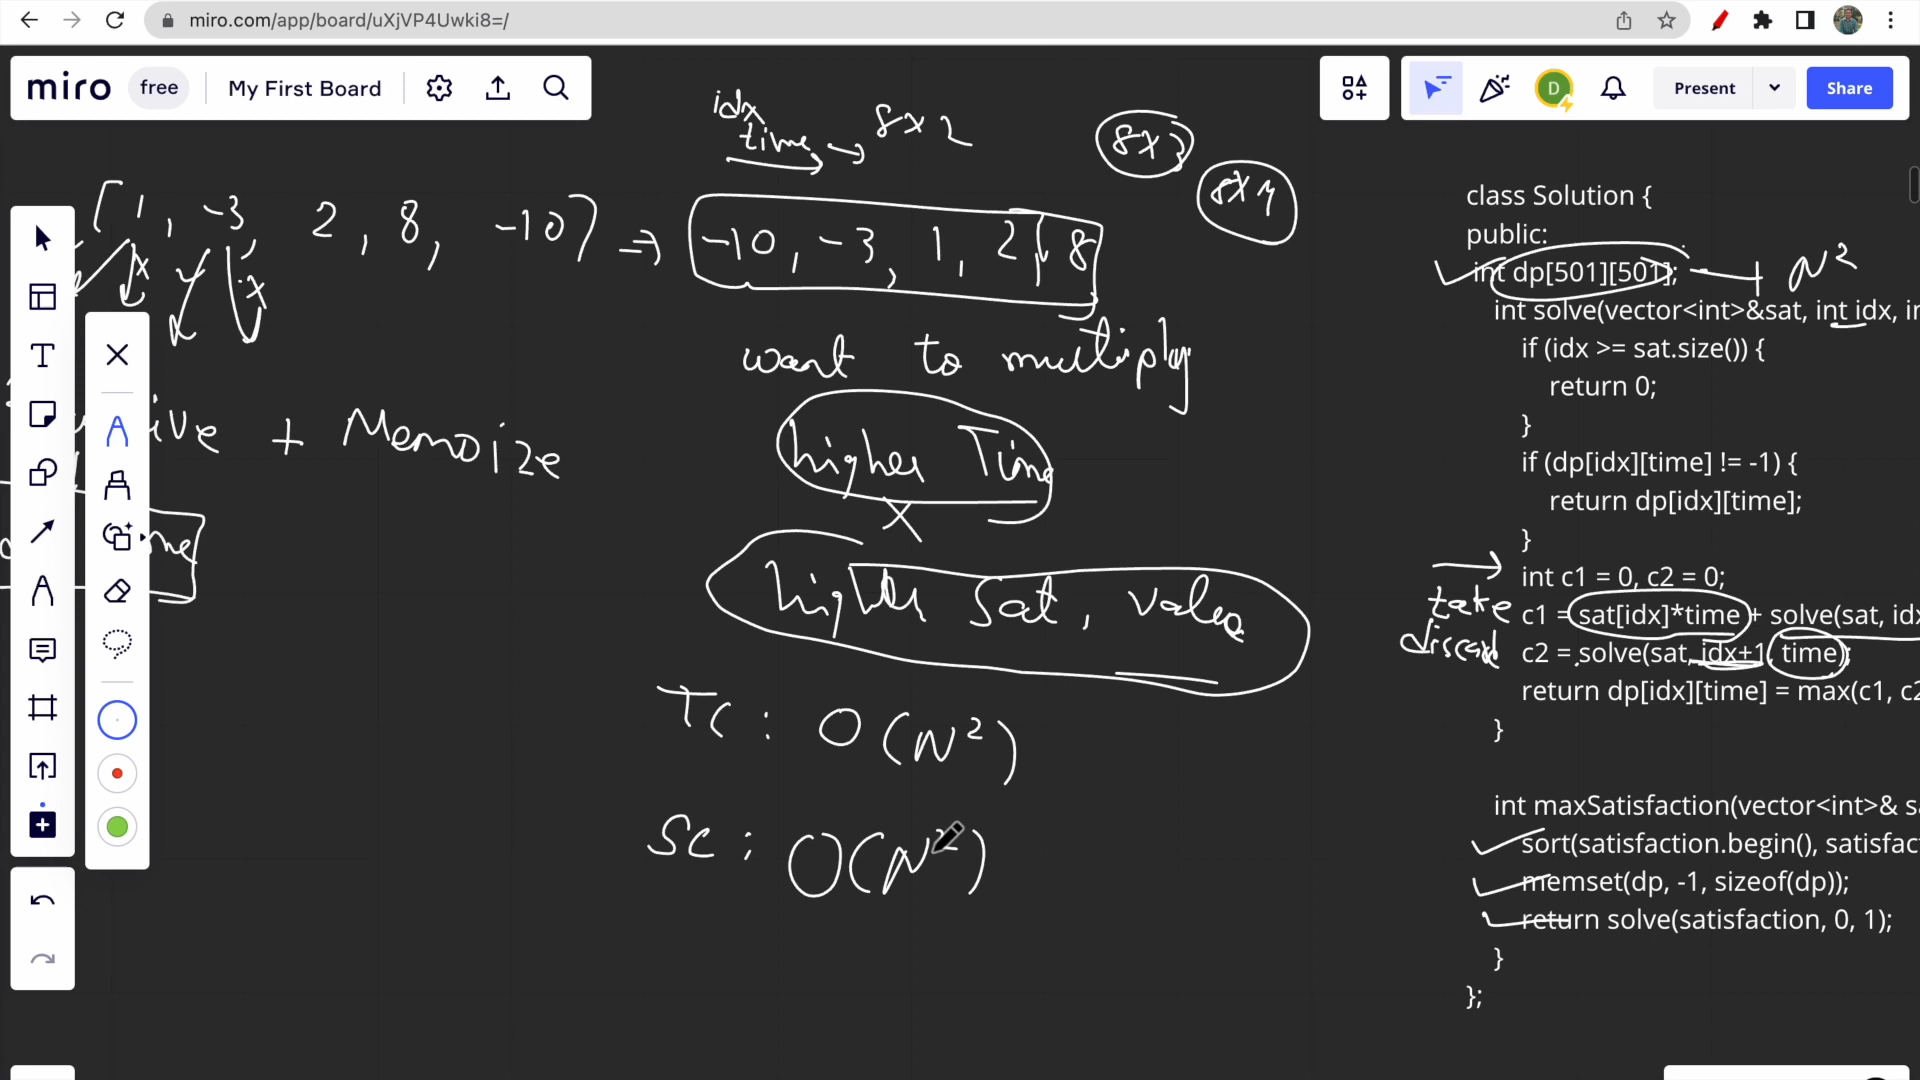 miro.com/app/board/uXjVP4Uwki8=/
miro free My First Board
D Present Share
idx
time → 8x2
8x3
8x4
[1, -3, 2, 8, -10] => -10, -3, 1, 2, 8
x
x
want to multiply
ive + Memoize
higher Time
X
higher Sat, value
me
TC : O(N²)
SC : O(N²)
class Solution {
public:
int dp[501][501]; → N²
int solve(vector<int>&sat, int idx, in
if (idx >= sat.size()) {
return 0;
}
if (dp[idx][time] != -1) {
return dp[idx][time];
}
int c1 = 0, c2 = 0;
take c1 = sat[idx]*time + solve(sat, idx
discard c2 = solve(sat, idx+1, time);
return dp[idx][time] = max(c1, c2
}
int maxSatisfaction(vector<int>& sa
sort(satisfaction.begin(), satisfac
memset(dp, -1, sizeof(dp));
return solve(satisfaction, 0, 1);
}
};